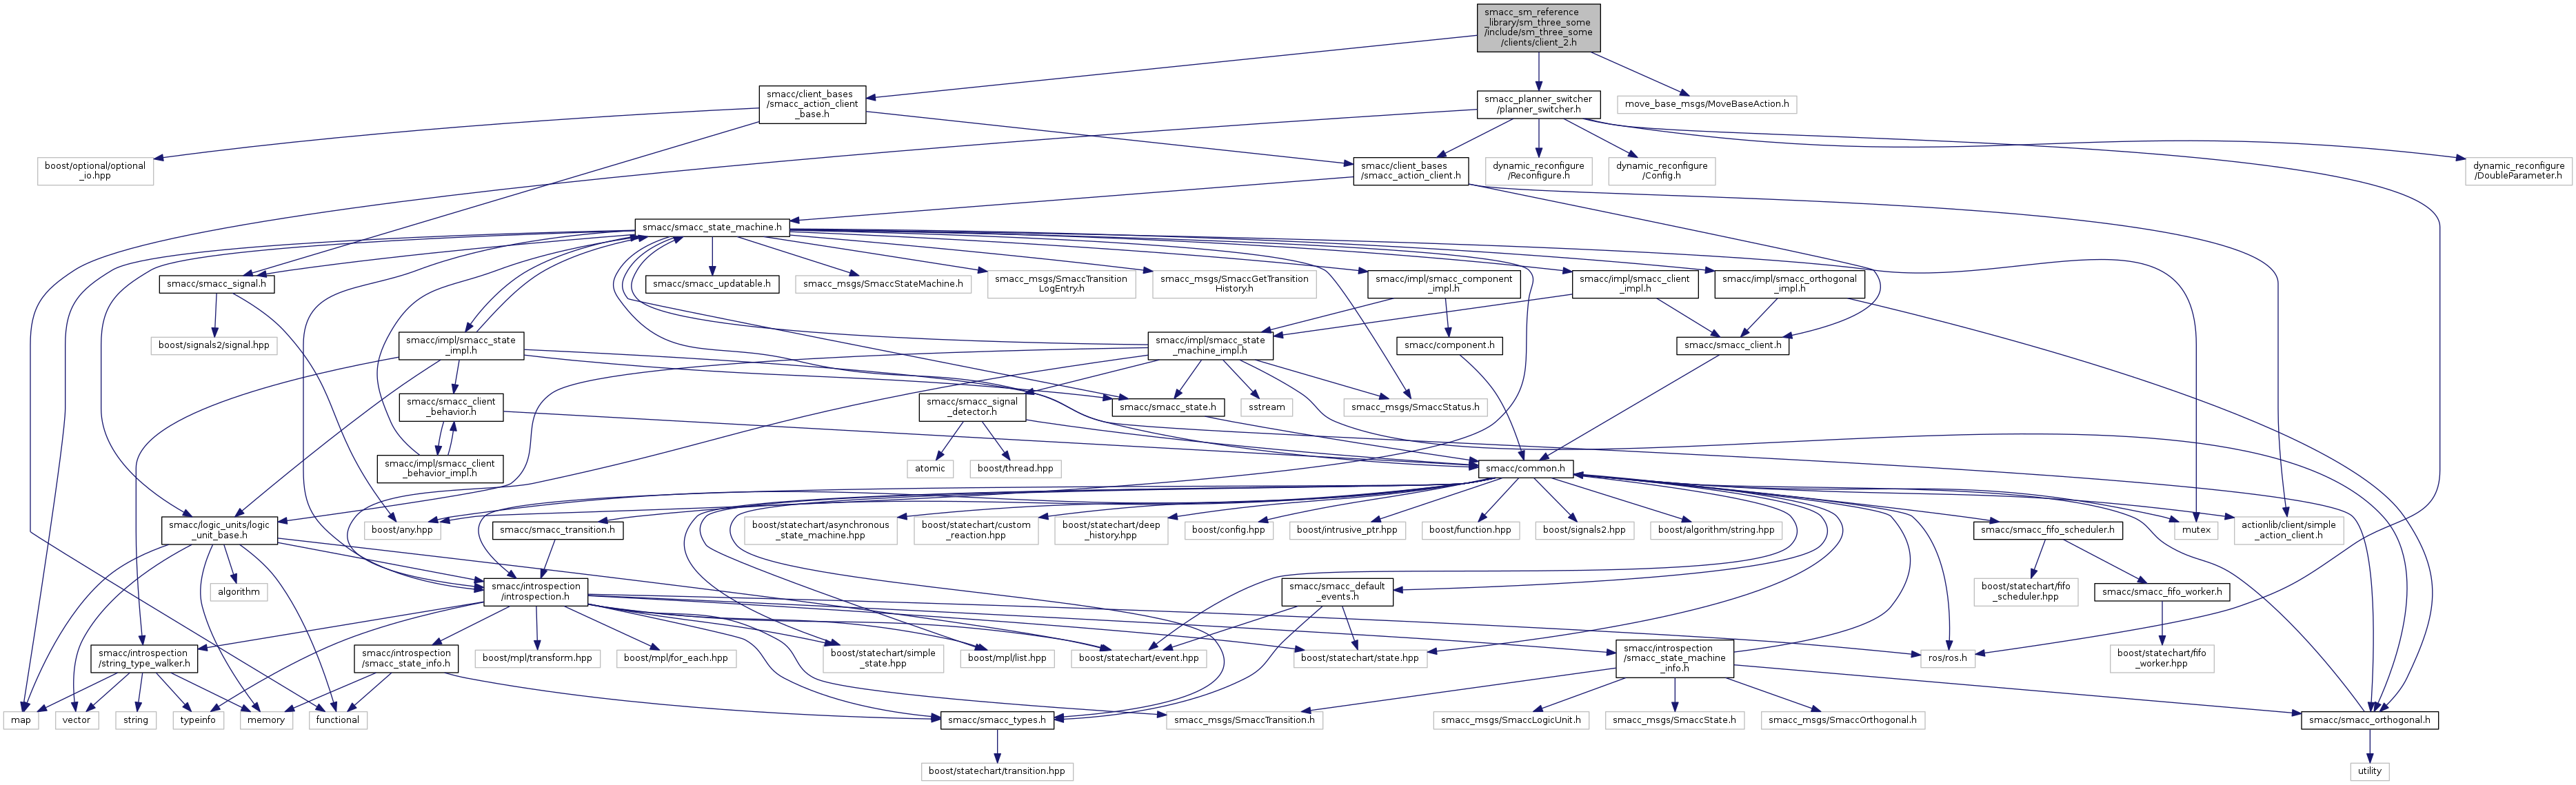 smacc_sm_reference
_library/sm_three_some
/include/sm_three_some
/clients/client_2.h
smacc/client_bases
/smacc_action_client
_base.h
smacc_planner_switcher
/planner_switcher.h
move_base_msgs/MoveBaseAction.h
boost/optional/optional
_io.hpp
smacc/client_bases
/smacc_action_client.h
dynamic_reconfigure
/Reconfigure.h
dynamic_reconfigure
/Config.h
dynamic_reconfigure
/DoubleParameter.h
smacc/smacc_state_machine.h
smacc/smacc_signal.h
smacc/smacc_updatable.h
smacc_msgs/SmaccStateMachine.h
smacc_msgs/SmaccTransition
LogEntry.h
smacc_msgs/SmaccGetTransition
History.h
smacc/impl/smacc_component
_impl.h
smacc/impl/smacc_client
_impl.h
smacc/impl/smacc_orthogonal
_impl.h
boost/signals2/signal.hpp
smacc/impl/smacc_state
_impl.h
smacc/impl/smacc_state
_machine_impl.h
smacc/component.h
smacc/smacc_client.h
smacc/smacc_client
_behavior.h
smacc/smacc_signal
_detector.h
smacc/smacc_state.h
sstream
smacc_msgs/SmaccStatus.h
smacc/impl/smacc_client
_behavior_impl.h
atomic
boost/thread.hpp
smacc/common.h
smacc/logic_units/logic
_unit_base.h
boost/any.hpp
smacc/smacc_transition.h
boost/statechart/asynchronous
_state_machine.hpp
boost/statechart/custom
_reaction.hpp
boost/statechart/deep
_history.hpp
boost/config.hpp
boost/intrusive_ptr.hpp
boost/function.hpp
boost/signals2.hpp
boost/algorithm/string.hpp
smacc/smacc_fifo_scheduler.h
mutex
actionlib/client/simple
_action_client.h
algorithm
smacc/introspection
/introspection.h
smacc/smacc_default
_events.h
boost/statechart/fifo
_scheduler.hpp
smacc/smacc_fifo_worker.h
smacc/introspection
/string_type_walker.h
smacc/introspection
/smacc_state_info.h
boost/mpl/transform.hpp
boost/mpl/for_each.hpp
boost/statechart/simple
_state.hpp
boost/mpl/list.hpp
boost/statechart/event.hpp
boost/statechart/state.hpp
smacc/introspection
/smacc_state_machine
_info.h
ros/ros.h
boost/statechart/fifo
_worker.hpp
map
vector
string
typeinfo
memory
functional
smacc/smacc_types.h
smacc_msgs/SmaccTransition.h
smacc_msgs/SmaccLogicUnit.h
smacc_msgs/SmaccState.h
smacc_msgs/SmaccOrthogonal.h
smacc/smacc_orthogonal.h
boost/statechart/transition.hpp
utility